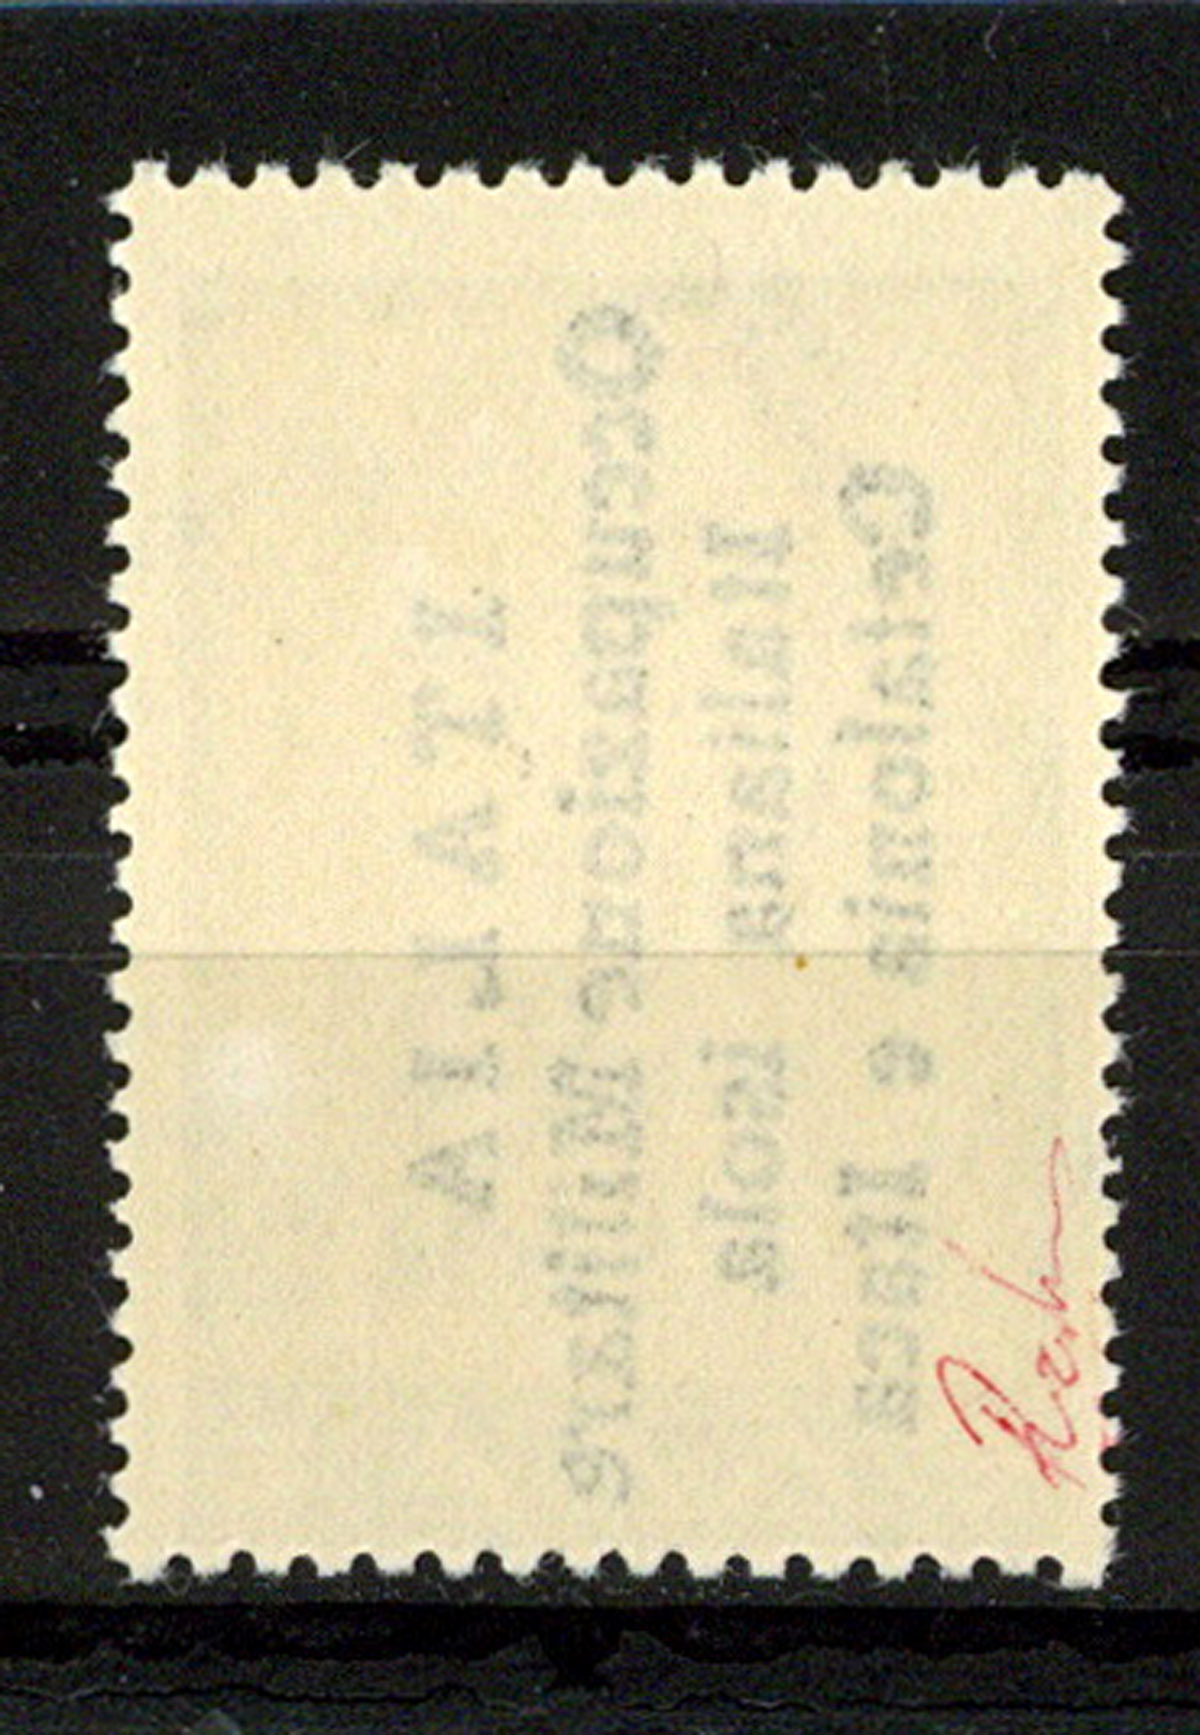 ITALIA
Occupazione Militare
Italiana isole
Cefalonia e Itaca